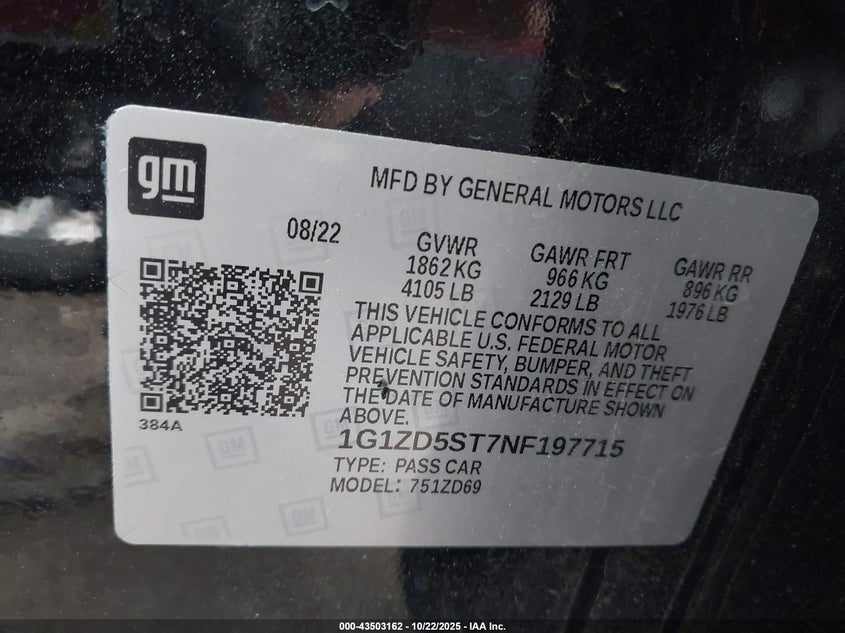 gm
MFD BY GENERAL MOTORS LLC
08/22
GVWR
1862 KG
4105 LB
GAWR FRT
966 KG
2129 LB
GAWR RR
896 KG
1976 LB
THIS VEHICLE CONFORMS TO ALL
APPLICABLE U.S. FEDERAL MOTOR
VEHICLE SAFETY, BUMPER, AND THEFT
PREVENTION STANDARDS IN EFFECT ON
THE DATE OF MANUFACTURE SHOWN
ABOVE.
384A
1G1ZD5ST7NF197715
TYPE: PASS CAR
MODEL: 751ZD69
GM
GM
GM
000-43503162 - 10/22/2025 - IAA Inc.